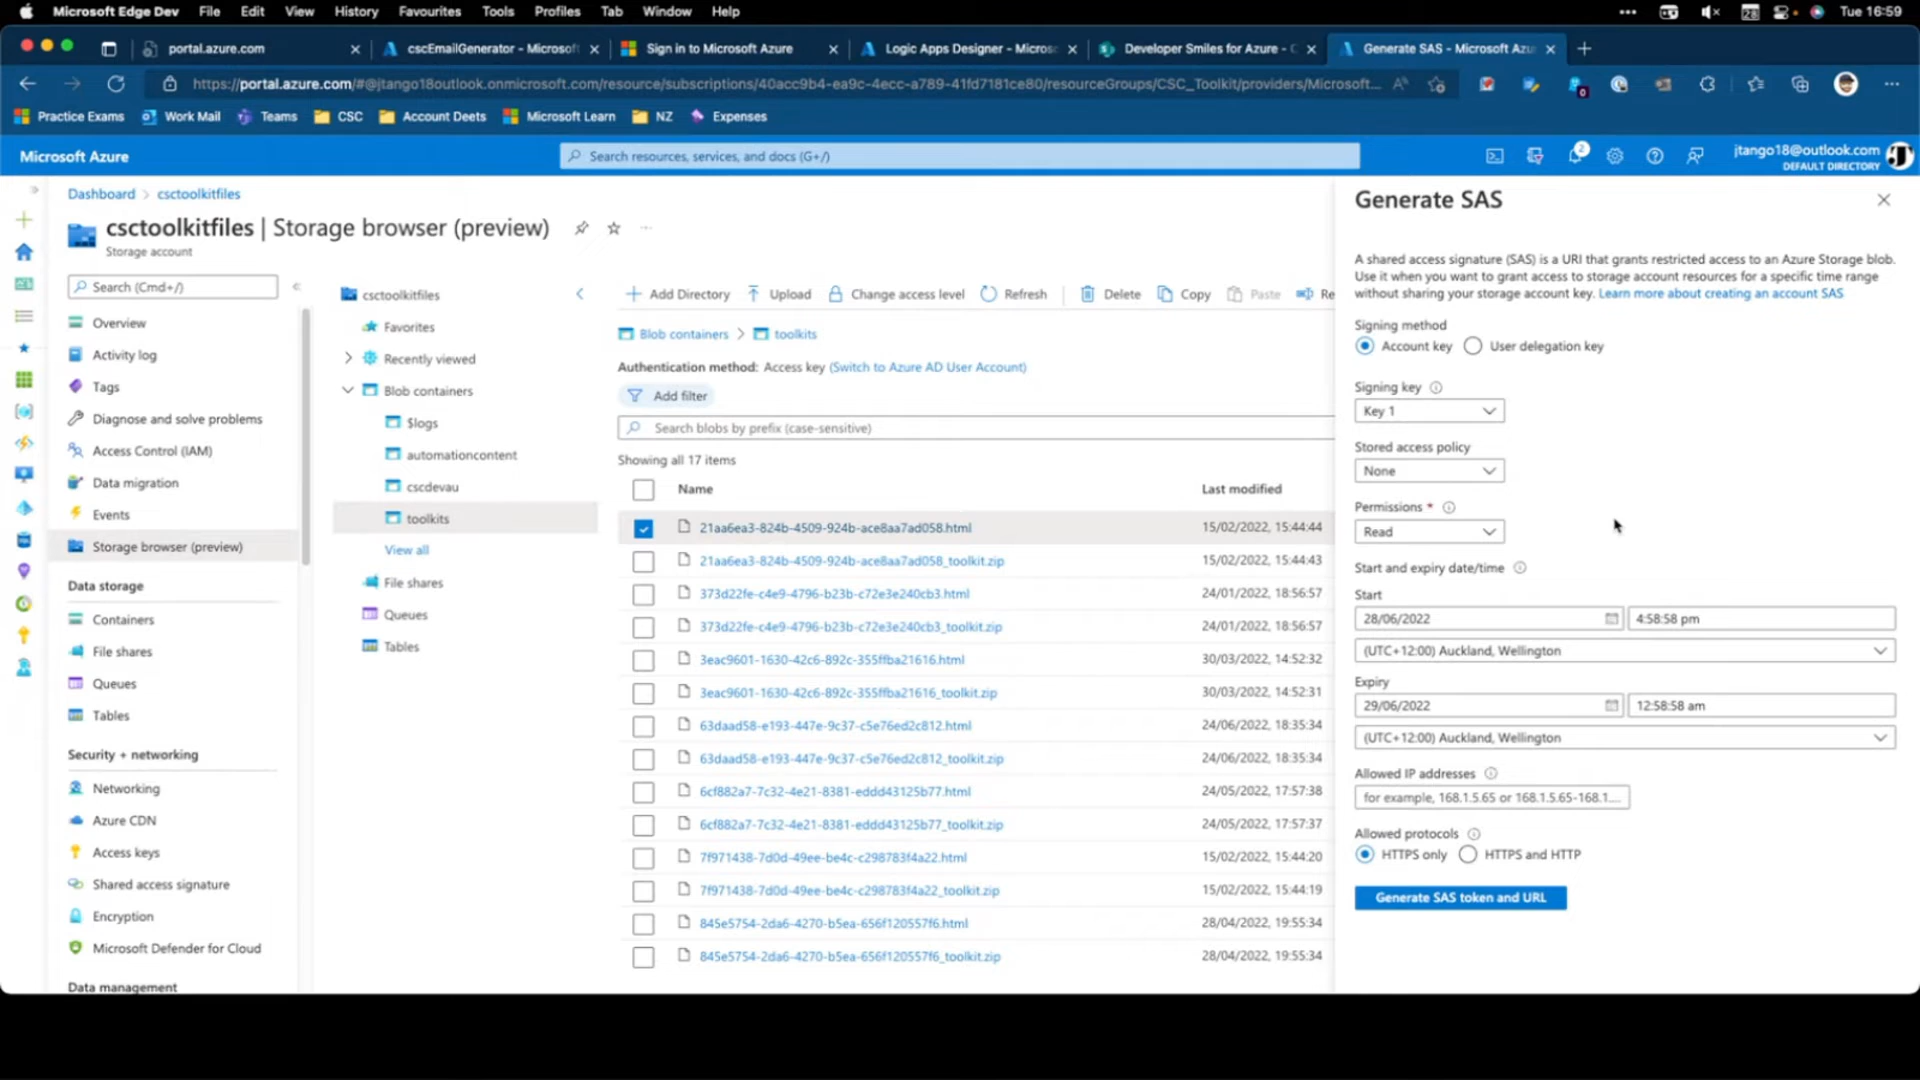 Microsoft Edge Dev File Edit View History Favourites Tools Profiles Tab Window Help
28 Tue 16:59
portal.azure.com
cscEmailGenerator - Microsoft
Sign in to Microsoft Azure
Logic Apps Designer - Micros
Developer Smiles for Azure - C
Generate SAS - Microsoft Azu
https://portal.azure.com/#@jtango18outlook.onmicrosoft.com/resource/subscriptions/40acc9b4-ea9c-4ecc-a789-41fd7181ce80/resourceGroups/CSC_Toolkit/providers/Microsoft...
0
Practice Exams Work Mail Teams CSC Account Deets Microsoft Learn NZ Expenses
Microsoft Azure
Search resources, services, and docs (G+/)
2
jtango18@outlook.com
DEFAULT DIRECTORY
Dashboard > csctoolkitfiles
csctoolkitfiles | Storage browser (preview)
Storage account
Search (Cmd+/)
Overview
Activity log
Tags
Diagnose and solve problems
Access Control (IAM)
Data migration
Events
Storage browser (preview)
Data storage
Containers
File shares
Queues
Tables
Security + networking
Networking
Azure CDN
Access keys
Shared access signature
Encryption
Microsoft Defender for Cloud
Data management
csctoolkitfiles
Favorites
Recently viewed
Blob containers
$logs
automationcontent
cscdevau
toolkits
View all
File shares
Queues
Tables
Add Directory Upload Change access level Refresh Delete Copy Paste Re
Blob containers > toolkits
Authentication method: Access key (Switch to Azure AD User Account)
Add filter
Search blobs by prefix (case-sensitive)
Showing all 17 items
Name Last modified
21aa6ea3-824b-4509-924b-ace8aa7ad058.html 15/02/2022, 15:44:44
21aa6ea3-824b-4509-924b-ace8aa7ad058_toolkit.zip 15/02/2022, 15:44:43
373d22fe-c4e9-4796-b23b-c72e3e240cb3.html 24/01/2022, 18:56:57
373d22fe-c4e9-4796-b23b-c72e3e240cb3_toolkit.zip 24/01/2022, 18:56:57
3eac9601-1630-42c6-892c-355ffba21616.html 30/03/2022, 14:52:32
3eac9601-1630-42c6-892c-355ffba21616_toolkit.zip 30/03/2022, 14:52:31
63daad58-e193-447e-9c37-c5e76ed2c812.html 24/06/2022, 18:35:34
63daad58-e193-447e-9c37-c5e76ed2c812_toolkit.zip 24/06/2022, 18:35:34
6cf882a7-7c32-4e21-8381-eddd43125b77.html 24/05/2022, 17:57:38
6cf882a7-7c32-4e21-8381-eddd43125b77_toolkit.zip 24/05/2022, 17:57:37
7f971438-7d0d-49ee-be4c-c298783f4a22.html 15/02/2022, 15:44:20
7f971438-7d0d-49ee-be4c-c298783f4a22_toolkit.zip 15/02/2022, 15:44:19
845e5754-2da6-4270-b5ea-656f120557f6.html 28/04/2022, 19:55:34
845e5754-2da6-4270-b5ea-656f120557f6_toolkit.zip 28/04/2022, 19:55:34
Generate SAS
A shared access signature (SAS) is a URI that grants restricted access to an Azure Storage blob.
Use it when you want to grant access to storage account resources for a specific time range
without sharing your storage account key. Learn more about creating an account SAS
Signing method
Account key User delegation key
Signing key
Key 1
Stored access policy
None
Permissions *
Read
Start and expiry date/time
Start
28/06/2022 4:58:58 pm
(UTC+12:00) Auckland, Wellington
Expiry
29/06/2022 12:58:58 am
(UTC+12:00) Auckland, Wellington
Allowed IP addresses
for example, 168.1.5.65 or 168.1.5.65-168.1....
Allowed protocols
HTTPS only HTTPS and HTTP
Generate SAS token and URL